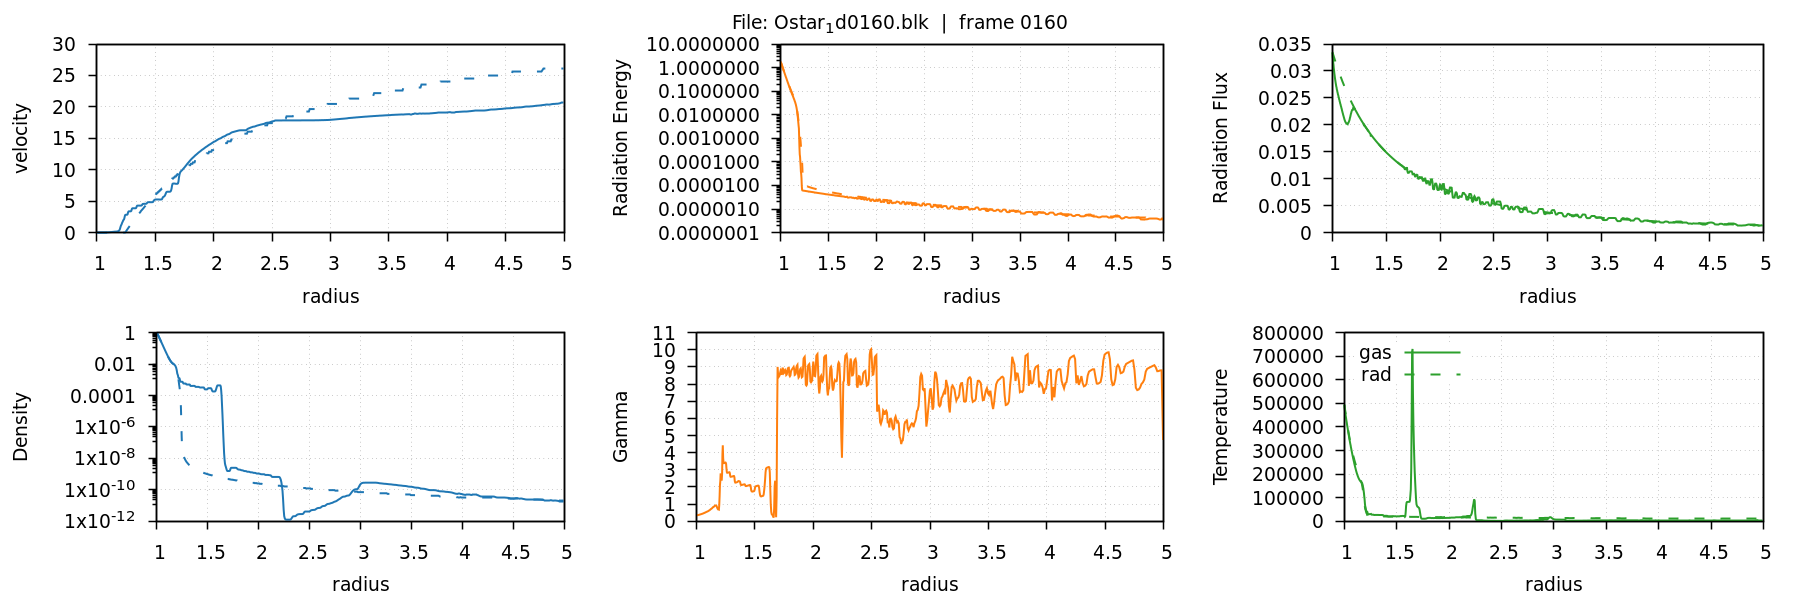 File: Ostar₁d0160.blk | frame 0160
velocity
30
25
20
15
10
5
0
1 1.5 2 2.5 3 3.5 4 4.5 5
radius
Radiation Energy
10.0000000
1.0000000
0.1000000
0.0100000
0.0010000
0.0001000
0.0000100
0.0000010
0.0000001
1 1.5 2 2.5 3 3.5 4 4.5 5
radius
Radiation Flux
0.035
0.03
0.025
0.02
0.015
0.01
0.005
0
1 1.5 2 2.5 3 3.5 4 4.5 5
radius
Density
1
0.01
0.0001
1x10⁻⁶
1x10⁻⁸
1x10⁻¹⁰
1x10⁻¹²
1 1.5 2 2.5 3 3.5 4 4.5 5
radius
Gamma
11
10
9
8
7
6
5
4
3
2
1
0
1 1.5 2 2.5 3 3.5 4 4.5 5
radius
Temperature
800000
700000
600000
500000
400000
300000
200000
100000
0
gas
rad
1 1.5 2 2.5 3 3.5 4 4.5 5
radius